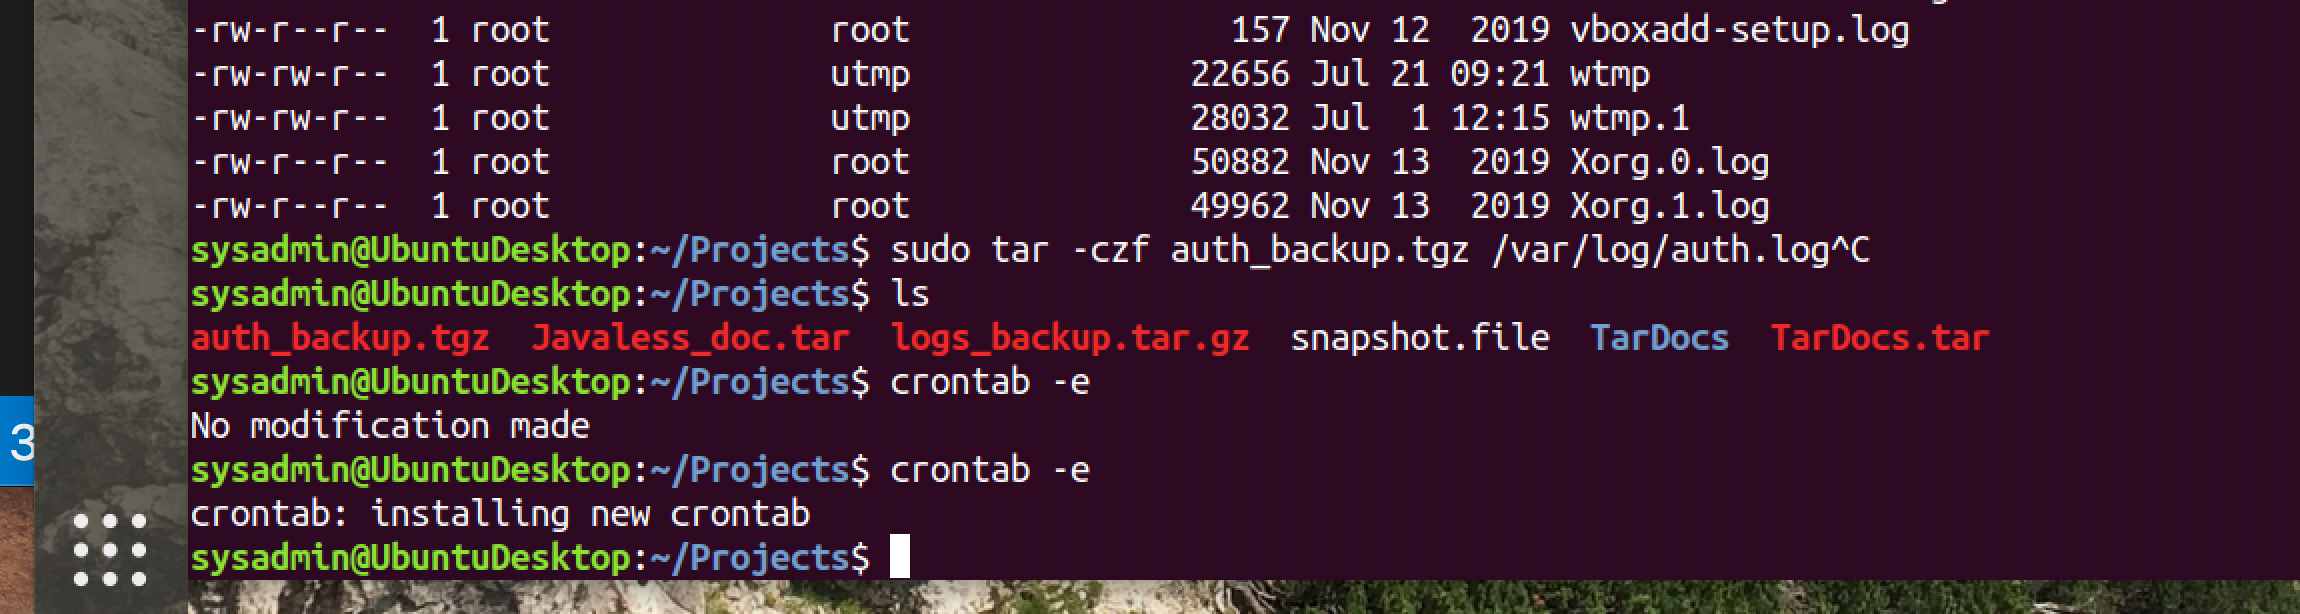 -rw-r--r--  1 root              root                157 Nov 12  2019 vboxadd-setup.log
-rw-rw-r--  1 root              utmp              22656 Jul 21 09:21 wtmp
-rw-rw-r--  1 root              utmp              28032 Jul  1 12:15 wtmp.1
-rw-r--r--  1 root              root              50882 Nov 13  2019 Xorg.0.log
-rw-r--r--  1 root              root              49962 Nov 13  2019 Xorg.1.log
sysadmin@UbuntuDesktop:~/Projects$ sudo tar -czf auth_backup.tgz /var/log/auth.log^C
sysadmin@UbuntuDesktop:~/Projects$ ls
auth_backup.tgz  Javaless_doc.tar  logs_backup.tar.gz  snapshot.file  TarDocs  TarDocs.tar
sysadmin@UbuntuDesktop:~/Projects$ crontab -e
No modification made
3
sysadmin@UbuntuDesktop:~/Projects$ crontab -e
crontab: installing new crontab
sysadmin@UbuntuDesktop:~/Projects$